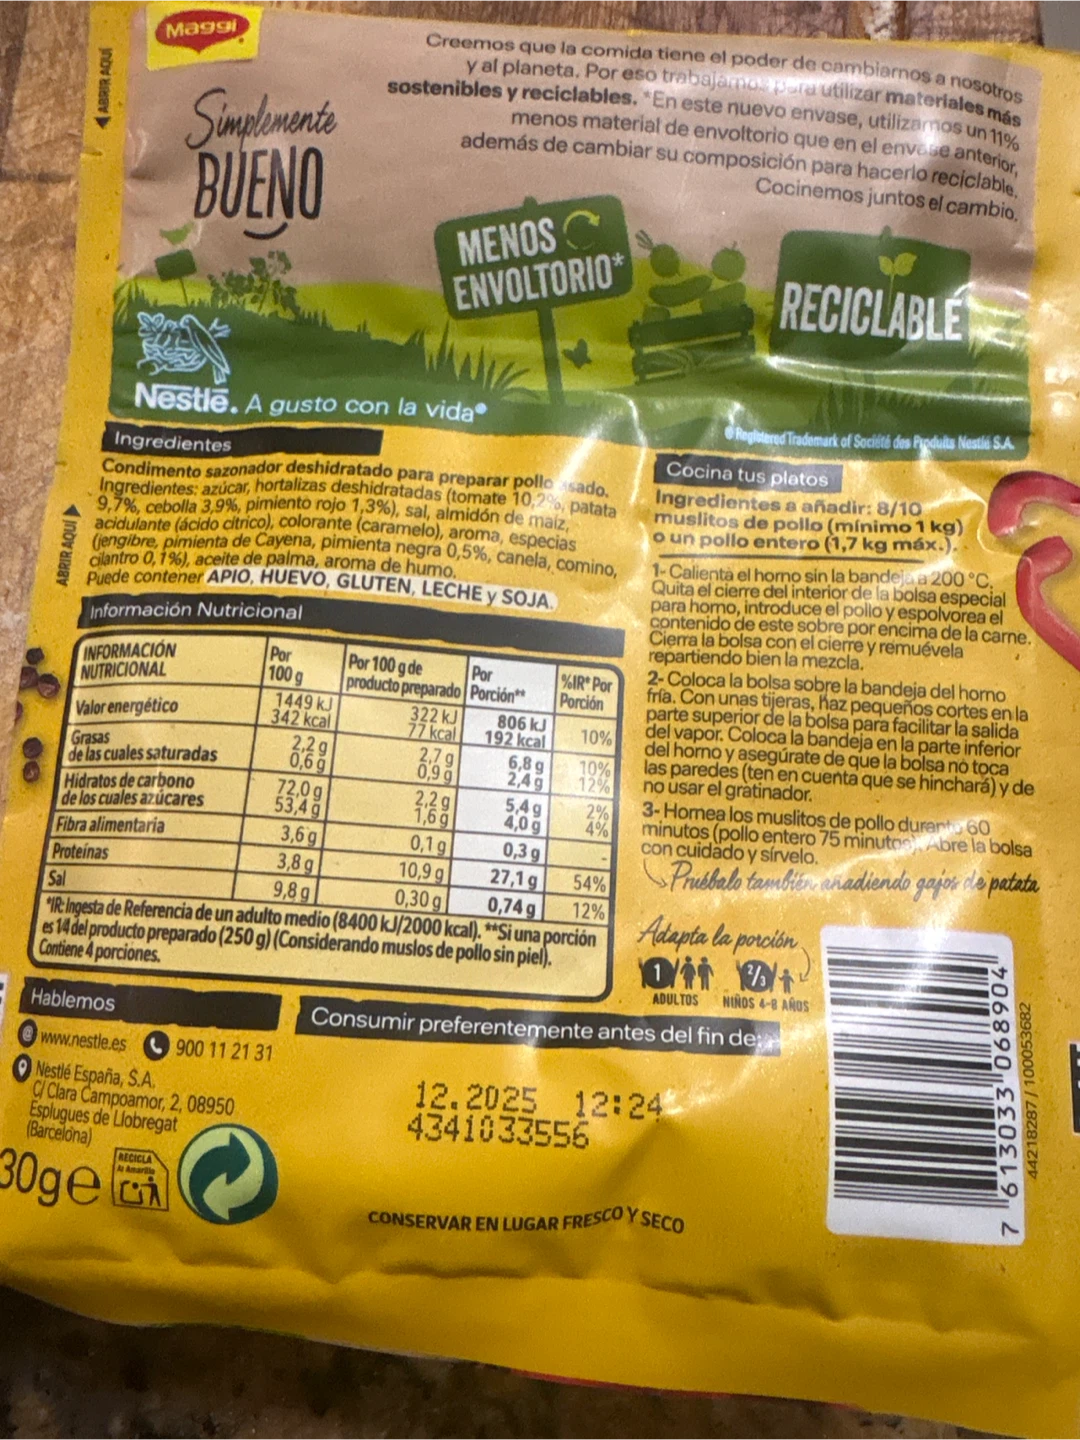 Maggi
ABRIR AQUÍ
Simplemente
BUENO
Creemos que la comida tiene el poder de cambiarnos a nosotros
y al planeta. Por eso trabajamos para utilizar materiales más
sostenibles y reciclables. *En este nuevo envase, utilizamos un 11%
menos material de envoltorio que en el envase anterior,
además de cambiar su composición para hacerlo reciclable.
Cocinemos juntos el cambio.
MENOS
ENVOLTORIO*
RECICLABLE
Nestlé. A gusto con la vida®
® Registered Trademark of Société des Produits Nestlé S.A.
ABRIR AQUÍ
Ingredientes
Condimento sazonador deshidratado para preparar pollo asado.
Ingredientes: azúcar, hortalizas deshidratadas (tomate 10,2%, patata
9,7%, cebolla 3,9%, pimiento rojo 1,3%), sal, almidón de maíz,
acidulante (ácido cítrico), colorante (caramelo), aroma, especias
(jengibre, pimienta de Cayena, pimienta negra 0,5%, canela, comino,
cilantro 0,1%), aceite de palma, aroma de humo.
Puede contener APIO, HUEVO, GLUTEN, LECHE y SOJA.
Información Nutricional
INFORMACIÓN NUTRICIONAL Por 100 g Por 100 g de producto preparado Por Porción** %IR* Por Porción
Valor energético 1449 kJ 322 kJ 806 kJ
342 kcal 77 kcal 192 kcal 10%
Grasas 2,2 g 2,7 g 6,8 g 10%
de las cuales saturadas 0,6 g 0,9 g 2,4 g 12%
Hidratos de carbono 72,0 g 2,2 g 5,4 g 2%
de los cuales azúcares 53,4 g 1,6 g 4,0 g 4%
Fibra alimentaria 3,6 g 0,1 g 0,3 g -
Proteínas 3,8 g 10,9 g 27,1 g 54%
Sal 9,8 g 0,30 g 0,74 g 12%
*IR: Ingesta de Referencia de un adulto medio (8400 kJ/2000 kcal). **Si una porción
es 1/4 del producto preparado (250 g) (Considerando muslos de pollo sin piel).
Contiene 4 porciones.
Cocina tus platos
Ingredientes a añadir: 8/10
muslitos de pollo (mínimo 1 kg)
o un pollo entero (1,7 kg máx.).
1- Calienta el horno sin la bandeja a 200 °C.
Quita el cierre del interior de la bolsa especial
para horno, introduce el pollo y espolvorea el
contenido de este sobre por encima de la carne.
Cierra la bolsa con el cierre y remuévela
repartiendo bien la mezcla.
2- Coloca la bolsa sobre la bandeja del horno
fría. Con unas tijeras, haz pequeños cortes en la
parte superior de la bolsa para facilitar la salida
del vapor. Coloca la bandeja en la parte inferior
del horno y asegúrate de que la bolsa no toca
las paredes (ten en cuenta que se hinchará) y de
no usar el gratinador.
3- Hornea los muslitos de pollo durante 60
minutos (pollo entero 75 minutos). Abre la bolsa
con cuidado y sírvelo.
Pruébalo también añadiendo gajos de patata
Adapta la porción
1 2/3
ADULTOS NIÑOS 4-8 AÑOS
Hablemos
www.nestle.es 900 11 21 31
Nestlé España, S.A.
C/ Clara Campoamor, 2, 08950
Esplugues de Llobregat
(Barcelona)
30g e
RECICLA
Al Amarillo
Consumir preferentemente antes del fin de:
12.2025 12:24
4341033556
CONSERVAR EN LUGAR FRESCO Y SECO
7 613033 068904
44218287 / 100053682